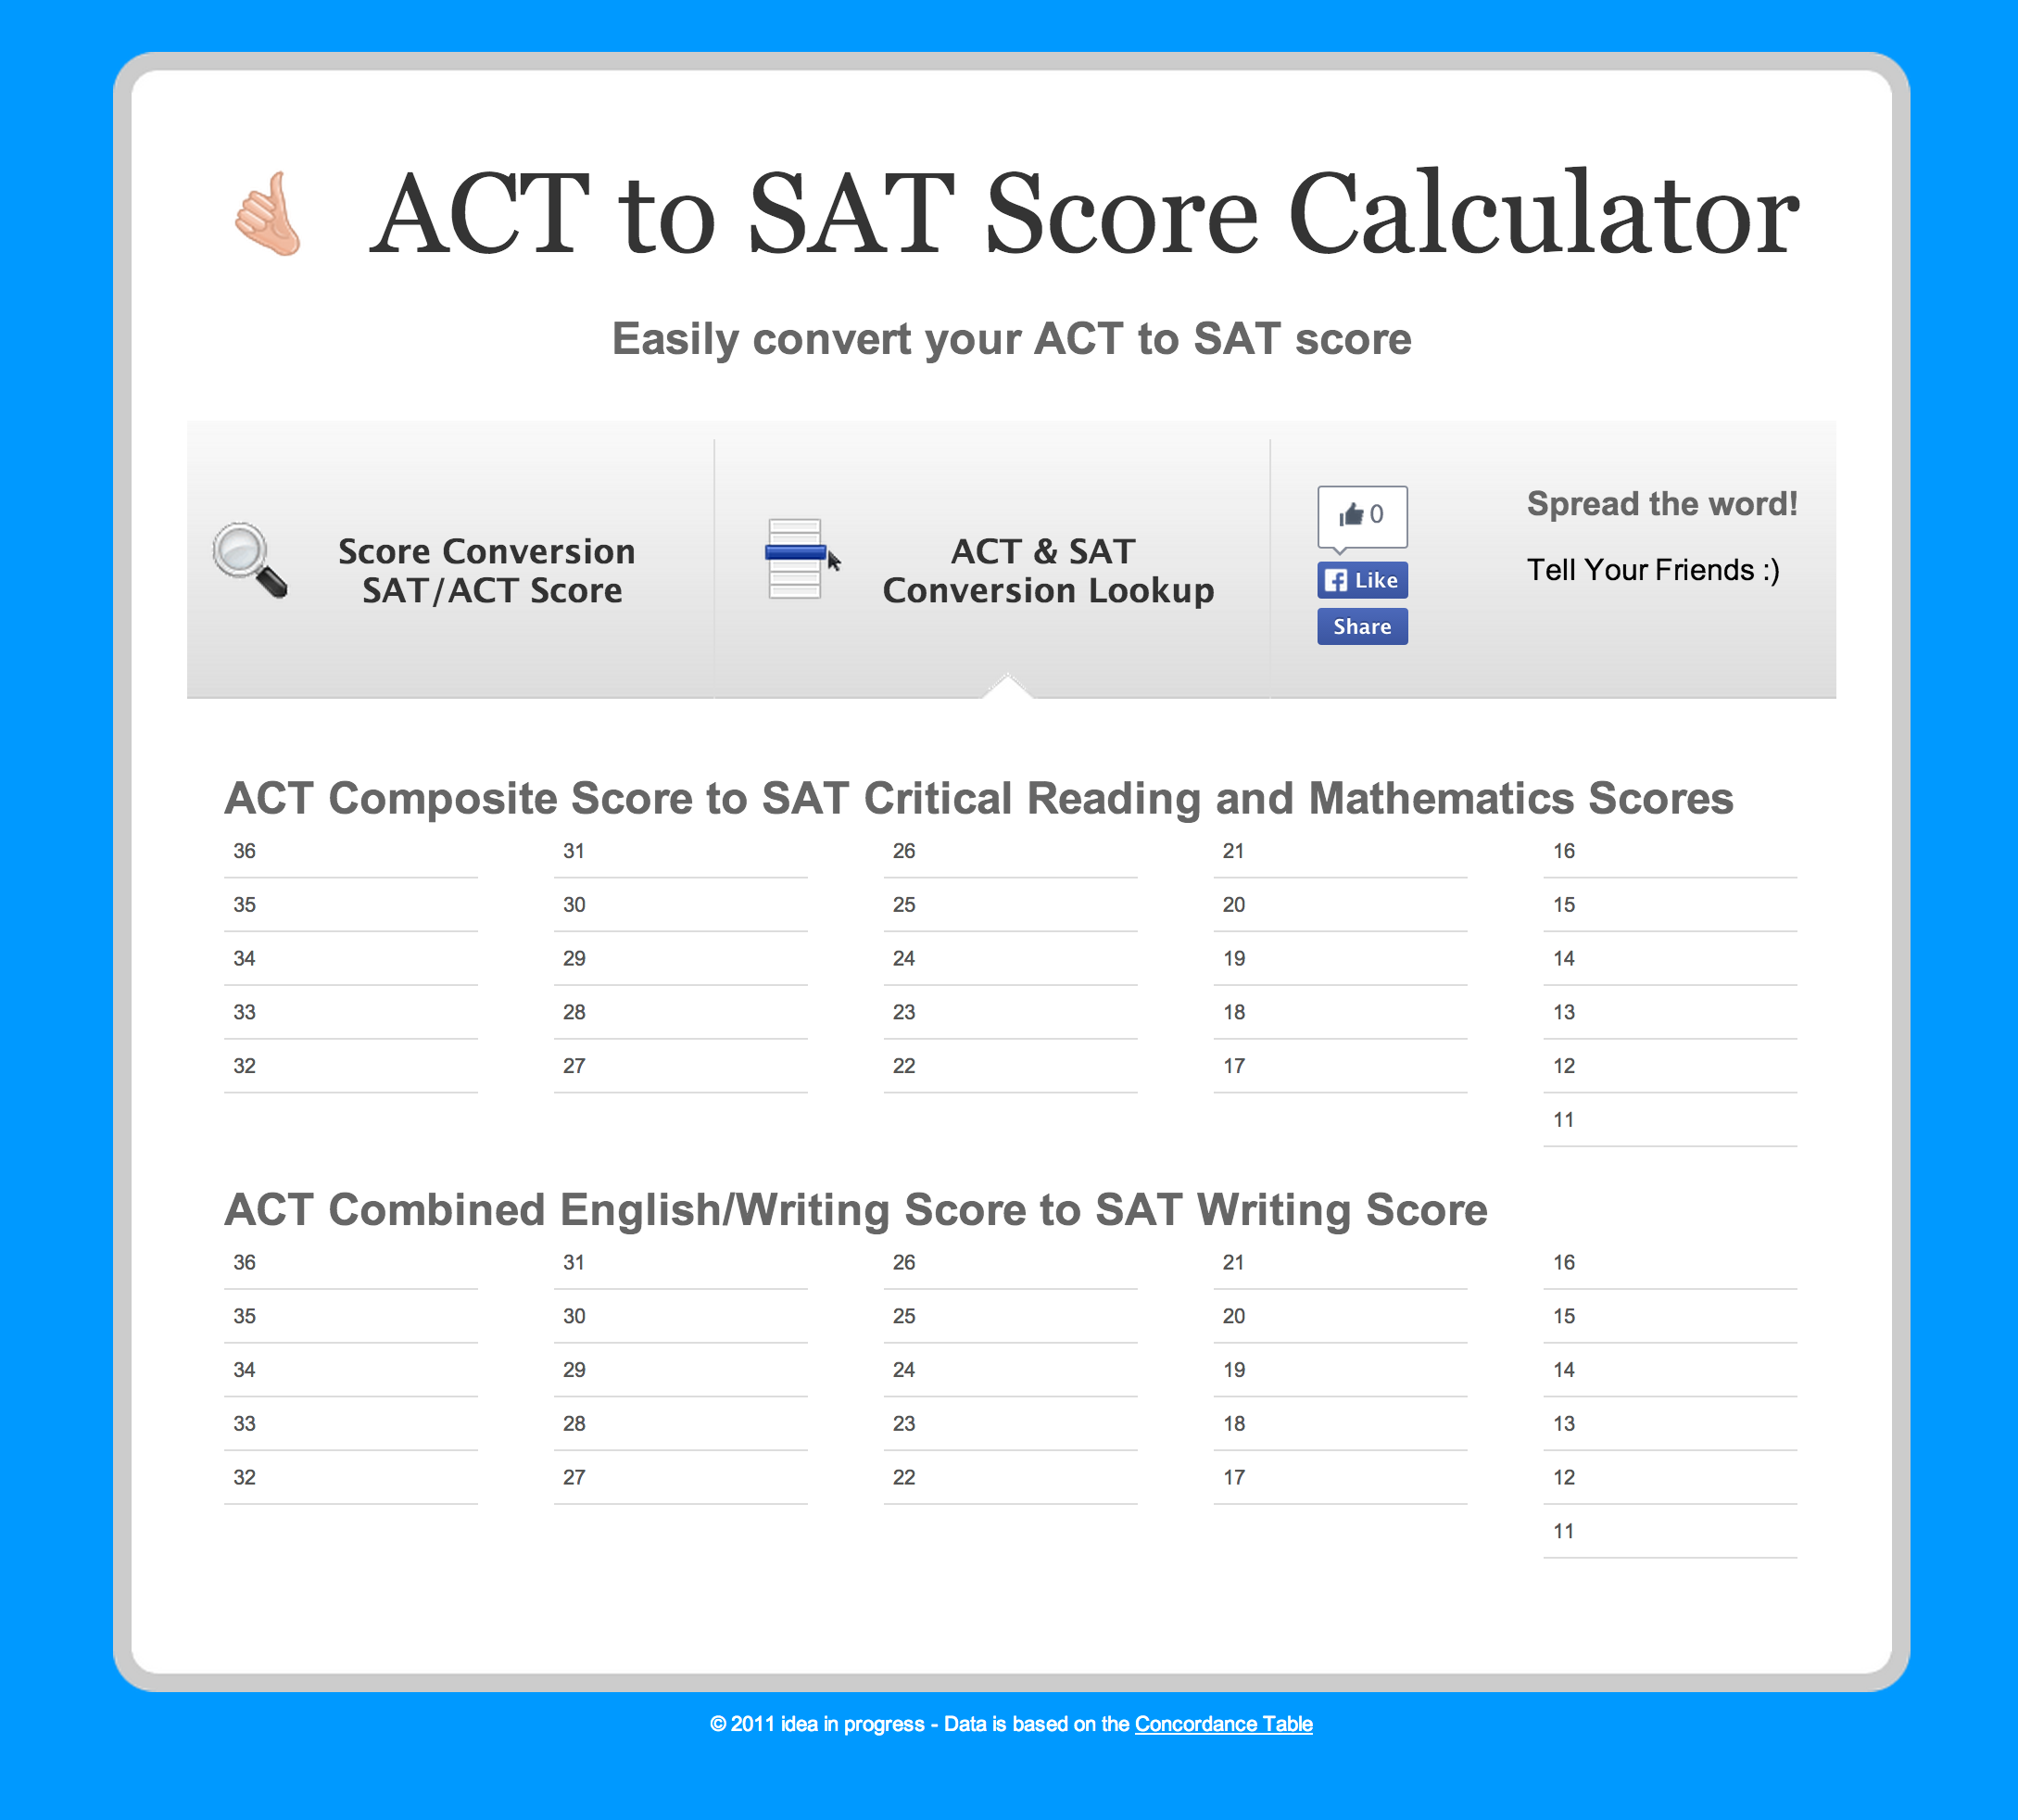 ACT to SAT Score Calculator
Easily convert your ACT to SAT score
Score Conversion
SAT/ACT Score
ACT & SAT
Conversion Lookup
0
Like
Share
Spread the word!
Tell Your Friends :)
ACT Composite Score to SAT Critical Reading and Mathematics Scores
36 31 26 21 16
35 30 25 20 15
34 29 24 19 14
33 28 23 18 13
32 27 22 17 12
11
ACT Combined English/Writing Score to SAT Writing Score
36 31 26 21 16
35 30 25 20 15
34 29 24 19 14
33 28 23 18 13
32 27 22 17 12
11
© 2011 idea in progress - Data is based on the Concordance Table